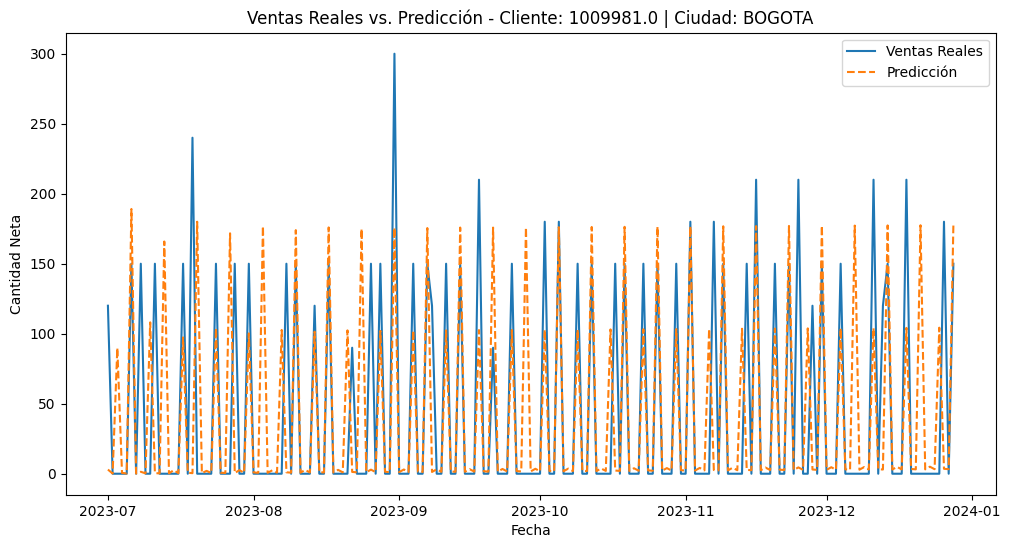 Ventas Reales vs. Predicción - Cliente: 1009981.0 | Ciudad: BOGOTA
Ventas Reales
Predicción
Cantidad Neta
300
250
200
150
100
50
0
2023-07
2023-08
2023-09
2023-10
2023-11
2023-12
2024-01
Fecha